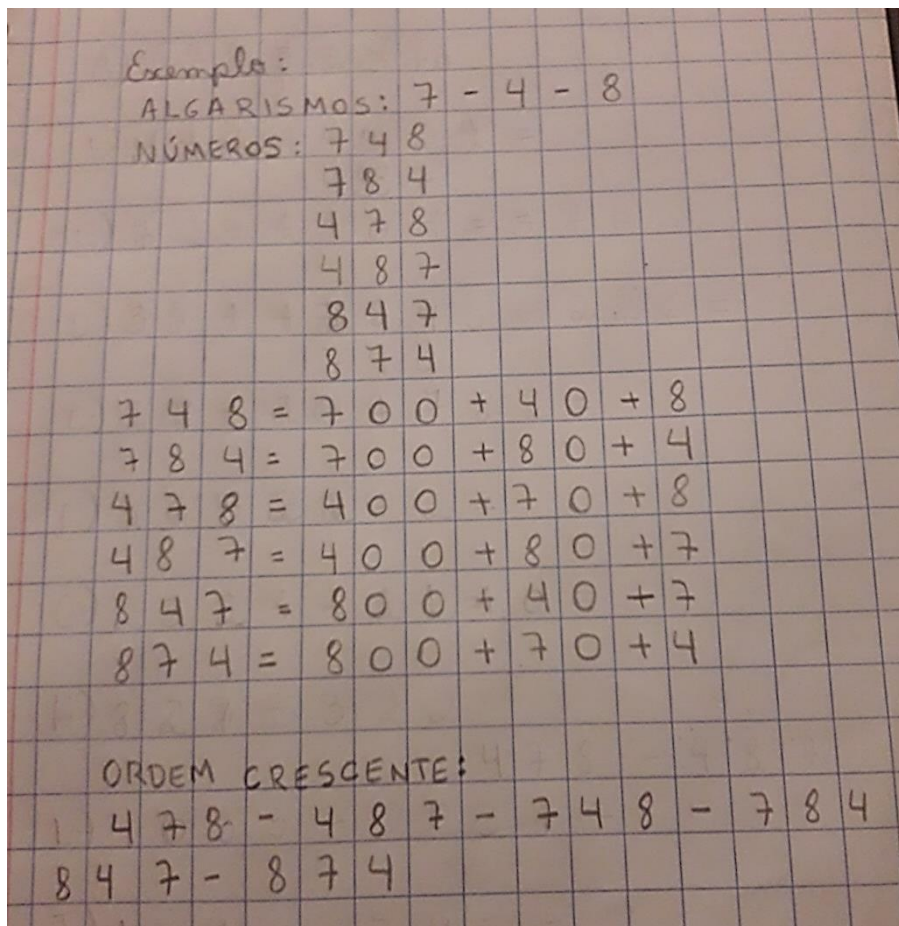 Exemplo:
ALGARISMOS: 7 - 4 - 8
NÚMEROS: 748
784
478
487
847
874
748 = 700 + 40 + 8
784 = 700 + 80 + 4
478 = 400 + 70 + 8
487 = 400 + 80 + 7
847 = 800 + 40 + 7
874 = 800 + 70 + 4
ORDEM CRESCENTE:
478 - 487 - 748 - 784
847 - 874